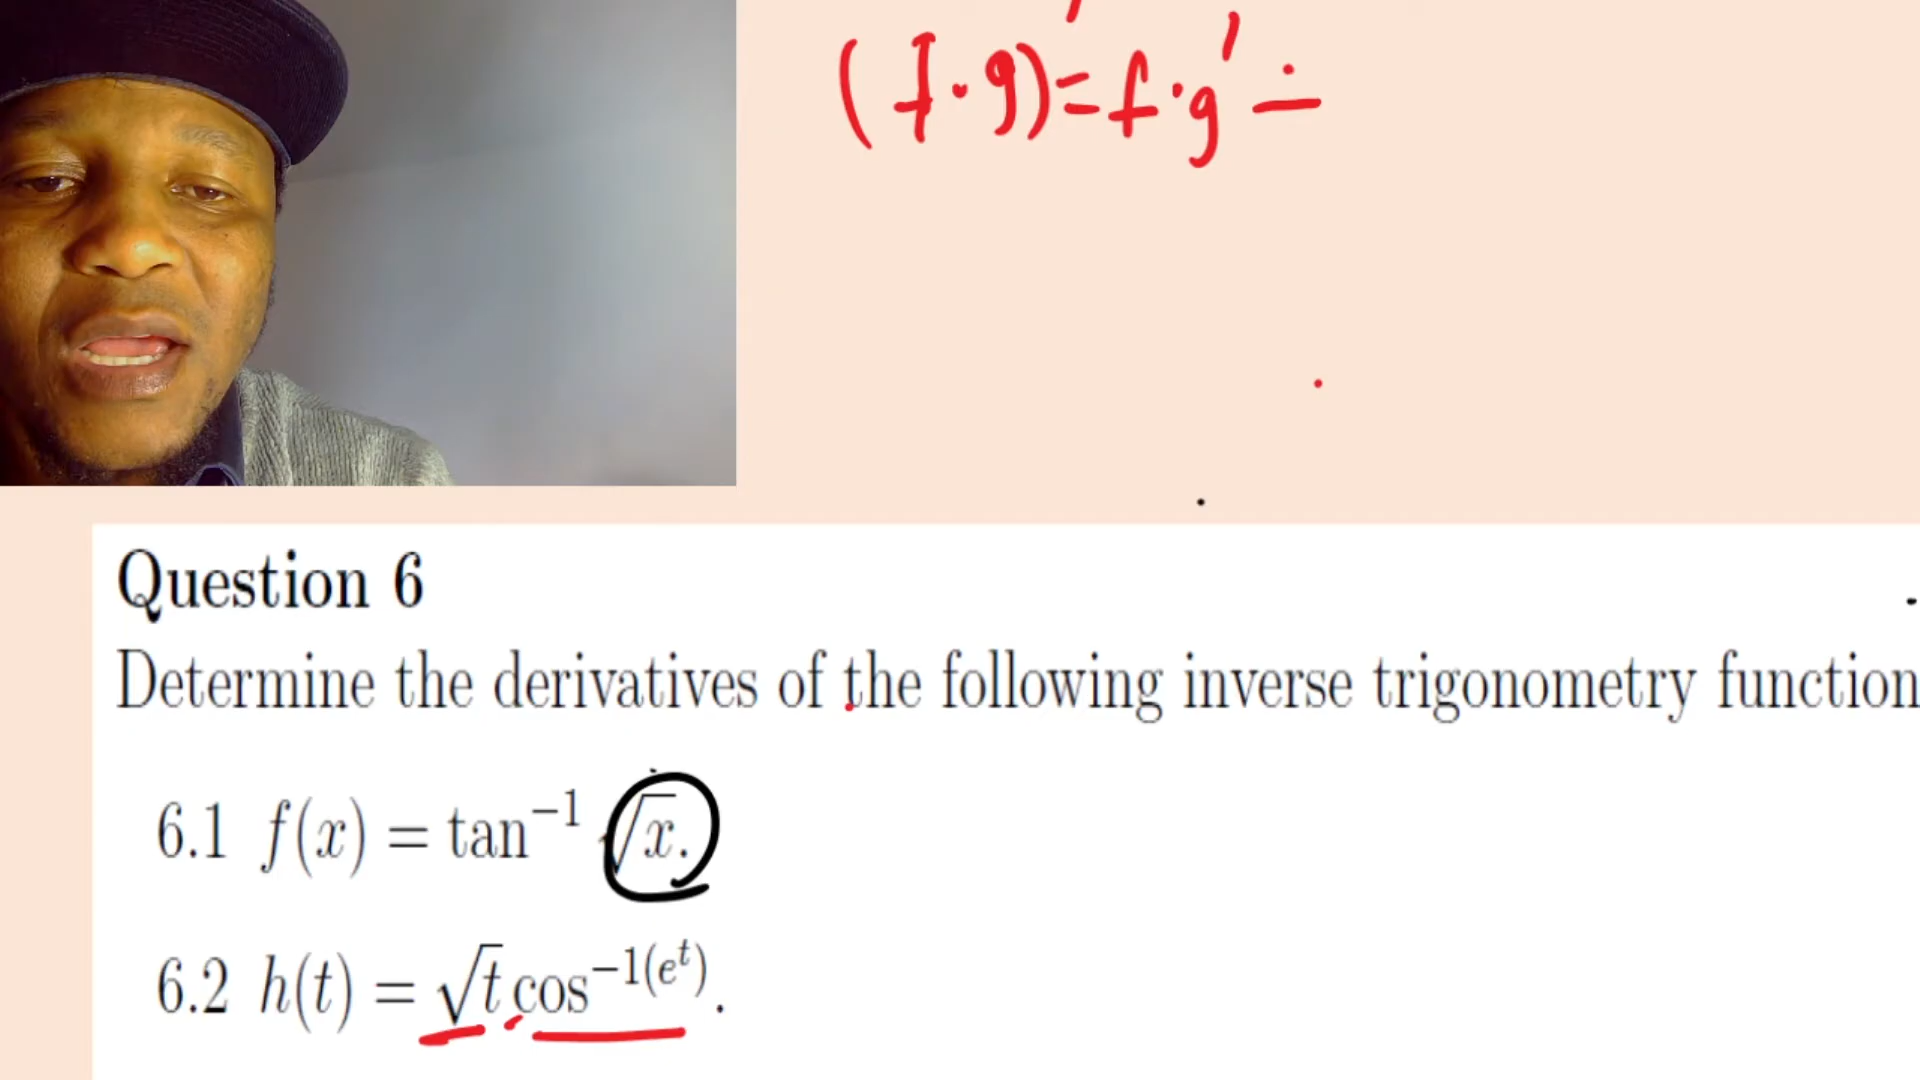 (f·g)' = f·g' -
Question 6
Determine the derivatives of the following inverse trigonometry function
6.1 f(x) = tan⁻¹ √x.
6.2 h(t) = √t cos⁻¹⁽ᵉᵗ⁾.